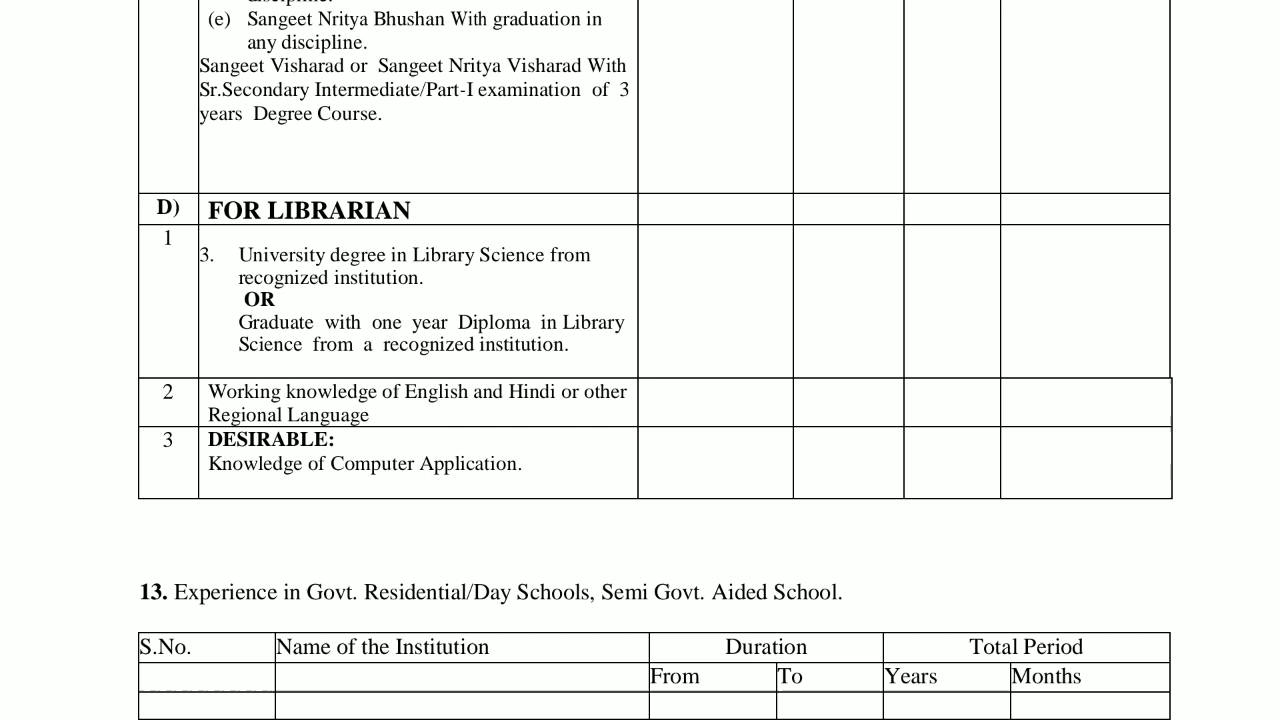 (e) Sangeet Nritya Bhushan With graduation in
any discipline.
Sangeet Visharad or Sangeet Nritya Visharad With
Sr.Secondary Intermediate/Part-I examination of 3
years Degree Course.
D) FOR LIBRARIAN
1
3. University degree in Library Science from
recognized institution.
OR
Graduate with one year Diploma in Library
Science from a recognized institution.
2 Working knowledge of English and Hindi or other
Regional Language
3 DESIRABLE:
Knowledge of Computer Application.
13. Experience in Govt. Residential/Day Schools, Semi Govt. Aided School.
S.No. Name of the Institution Duration Total Period
From To Years Months